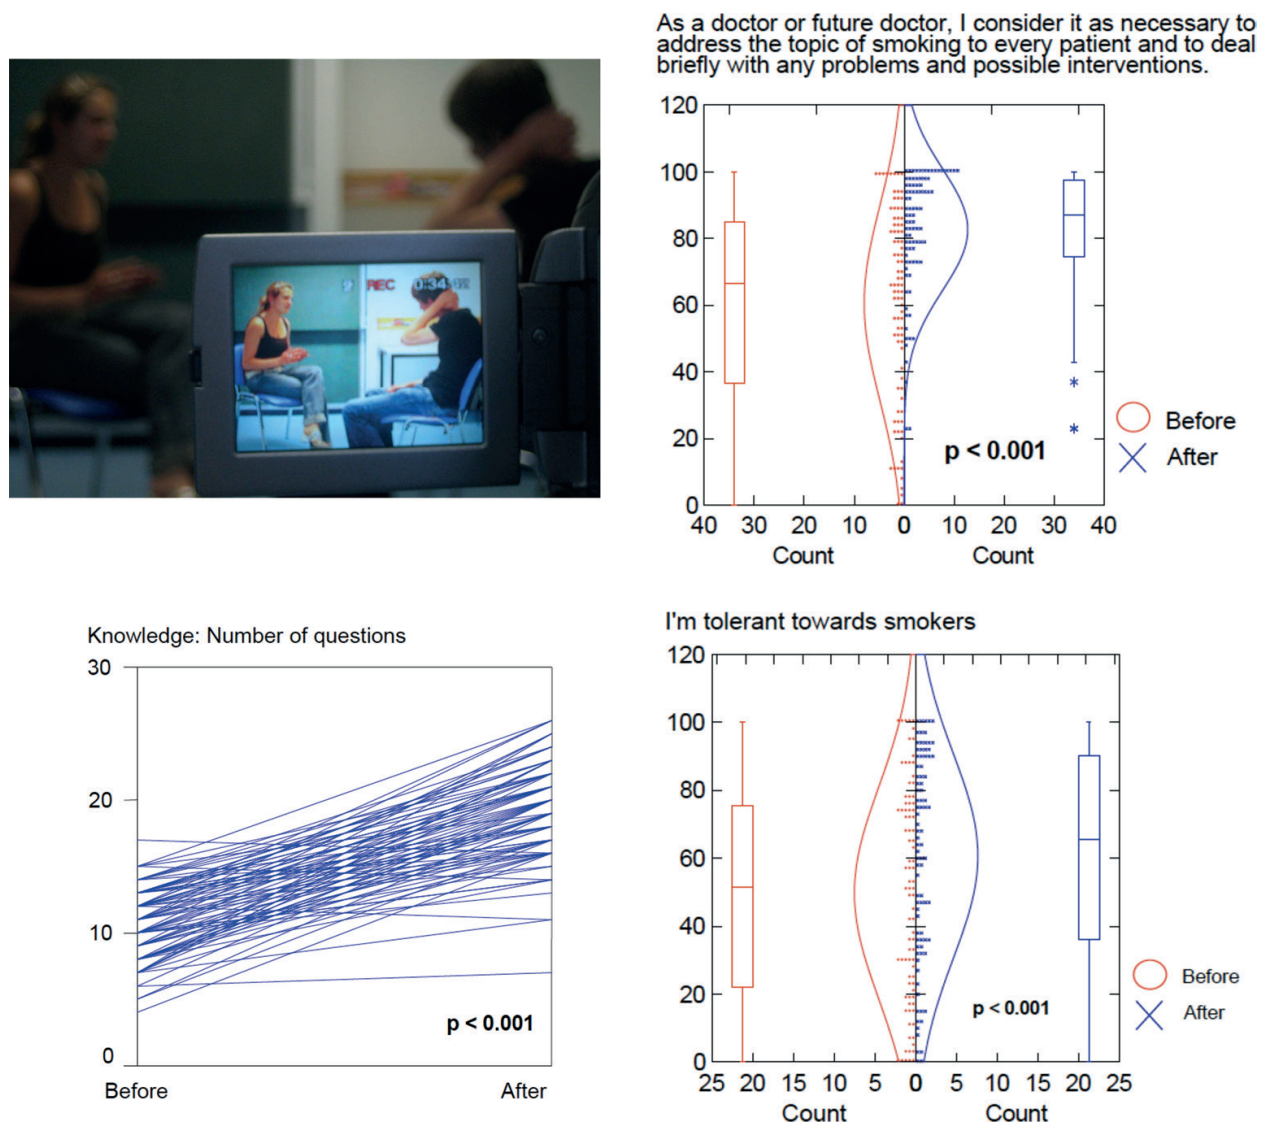 REC 0:34
As a doctor or future doctor, I consider it as necessary to
address the topic of smoking to every patient and to deal
briefly with any problems and possible interventions.
120
100
80
60
40
20
0
p < 0.001
40 30 20 10 0 10 20 30 40
Count Count
Before
After
Knowledge: Number of questions
30
20
10
0
p < 0.001
Before After
I'm tolerant towards smokers
120
100
80
60
40
20
0
p < 0.001
25 20 15 10 5 0 5 10 15 20 25
Count Count
Before
After